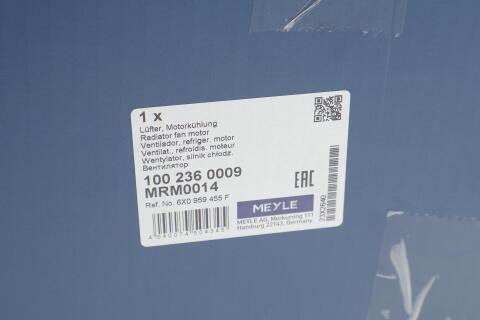 1 x
Lüfter, Motorkühlung
Radiator fan motor
Ventilador, refriger. motor
Ventilat., refroidis. moteur
Wentylator, silnik chłodz.
Вентилятор
100 236 0009
MRM0014
Ref. No. 6X0 959 455 F
EAC
MEYLE
MEYLE AG, Merkurring 111
Hamburg 22143, Germany
23X2640